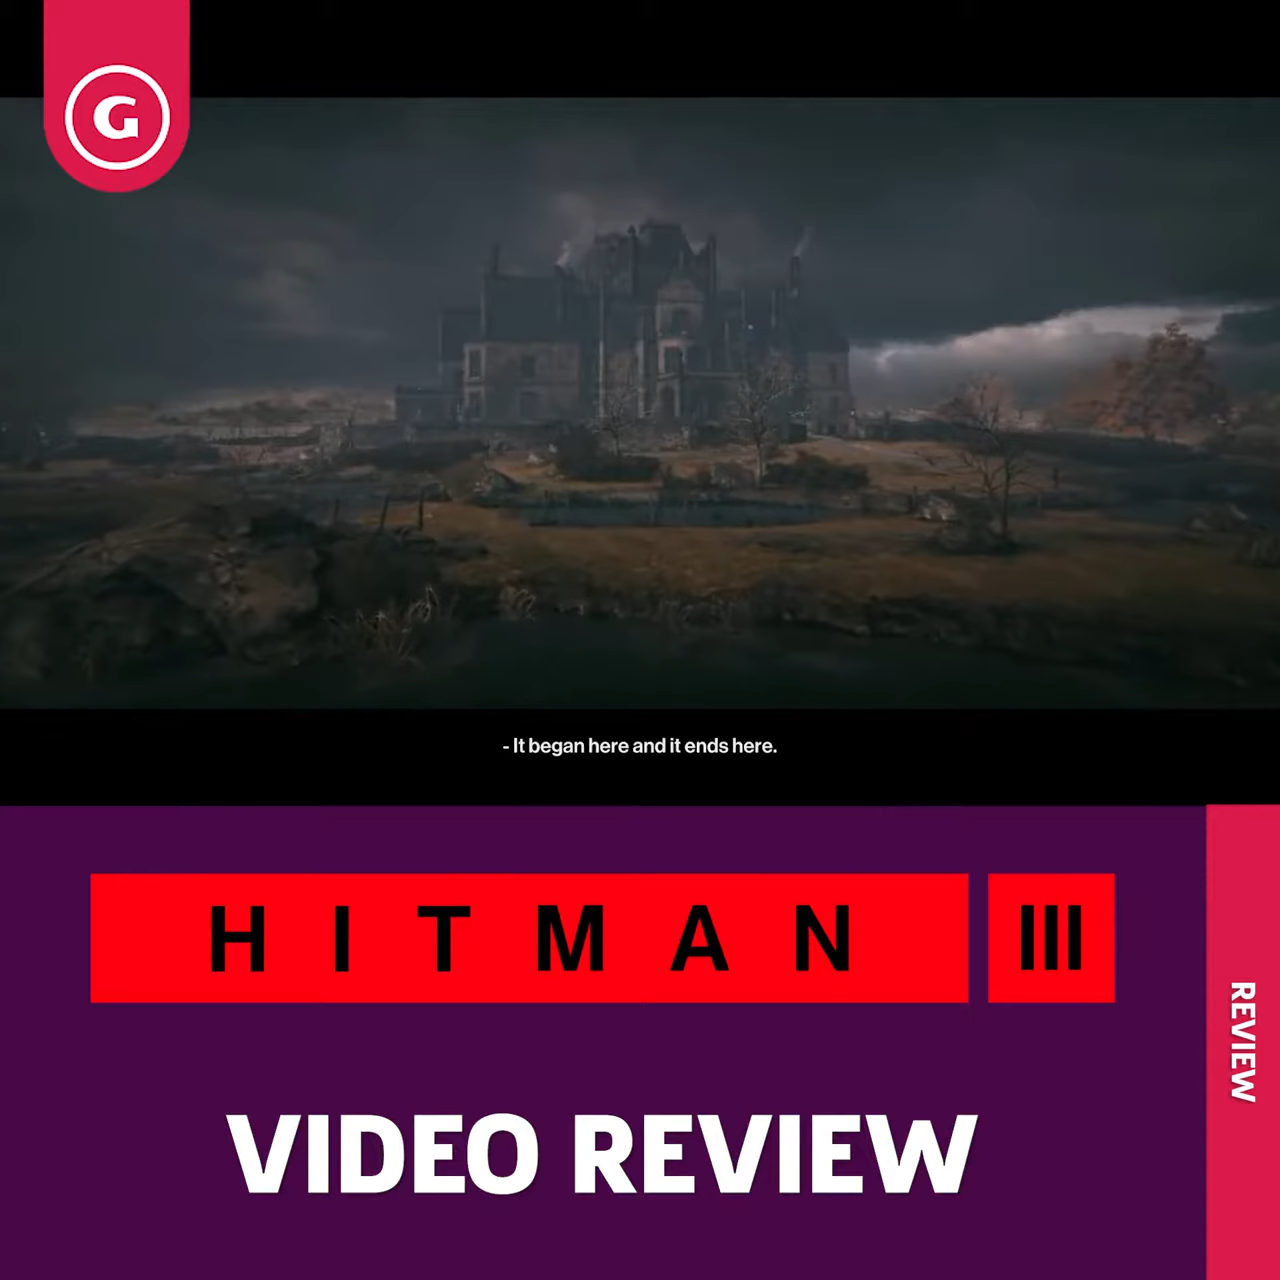 G
- It began here and it ends here.
HITMAN III
VIDEO REVIEW
REVIEW